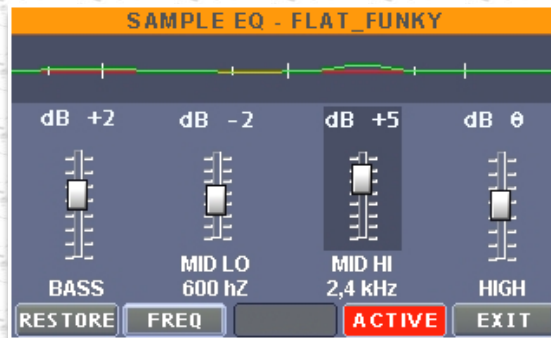 SAMPLE EQ - FLAT_FUNKY
dB +2 dB -2 dB +5 dB 0
MID LO MID HI
BASS 600 hZ 2,4 kHz HIGH
RESTORE FREQ ACTIVE EXIT